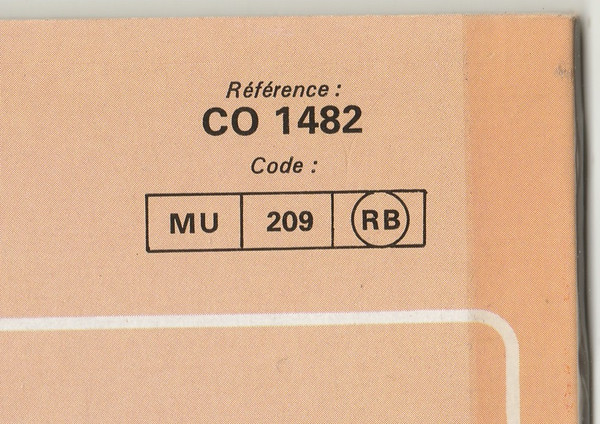 Référence :
CO 1482
Code :
MU 209 RB